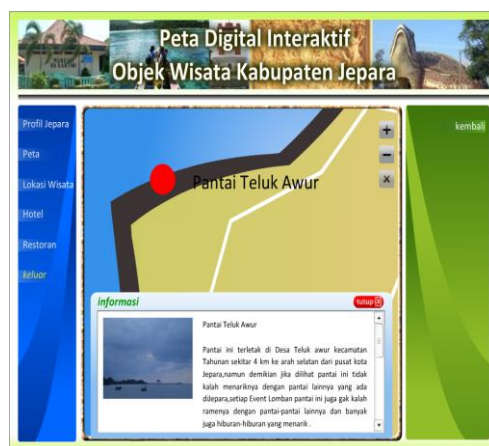 Peta Digital Interaktif
Objek Wisata Kabupaten Jepara
Profil Jepara
Peta
Lokasi Wisata
Hotel
Restoran
keluar
kembali
+
−
x
Pantai Teluk Awur
informasi
tutup
Pantai Teluk Awur
Pantai ini terletak di Desa Teluk awur kecamatan
Tahunan sekitar 4 km ke arah selatan dari pusat kota
Jepara,namun demikian jika dilihat pantai ini tidak
kalah menariknya dengan pantai lainnya yang ada
diJepara,setiap Event Lomban pantai ini juga gak kalah
ramenya dengan pantai-pantai lainnya dan banyak
juga hiburan-hiburan yang menarik .